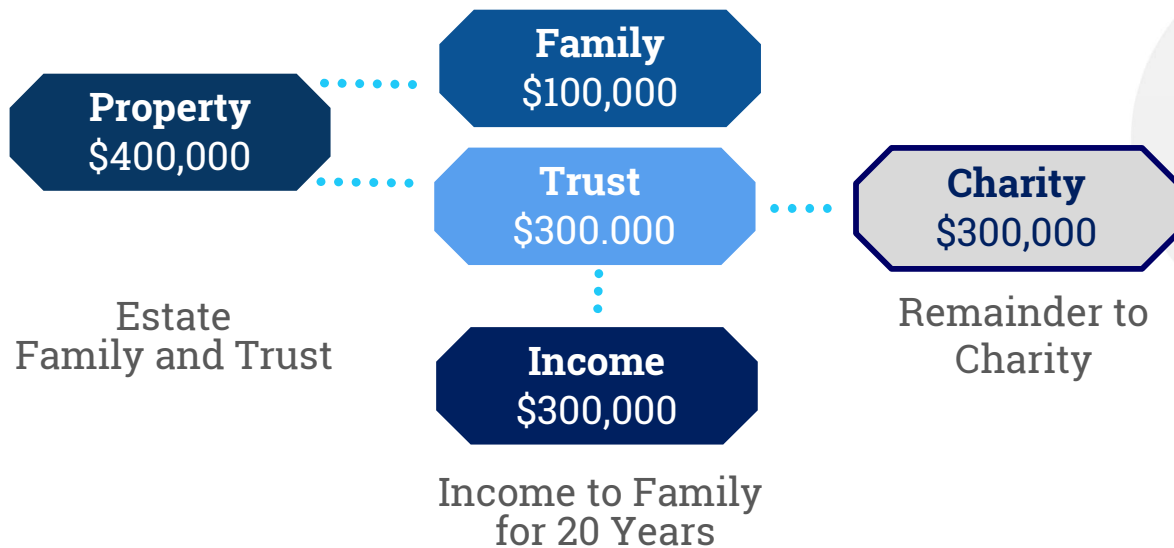 Property
$400,000
Estate
Family and Trust
Family
$100,000
Trust
$300.000
Income
$300,000
Income to Family
for 20 Years
Charity
$300,000
Remainder to
Charity